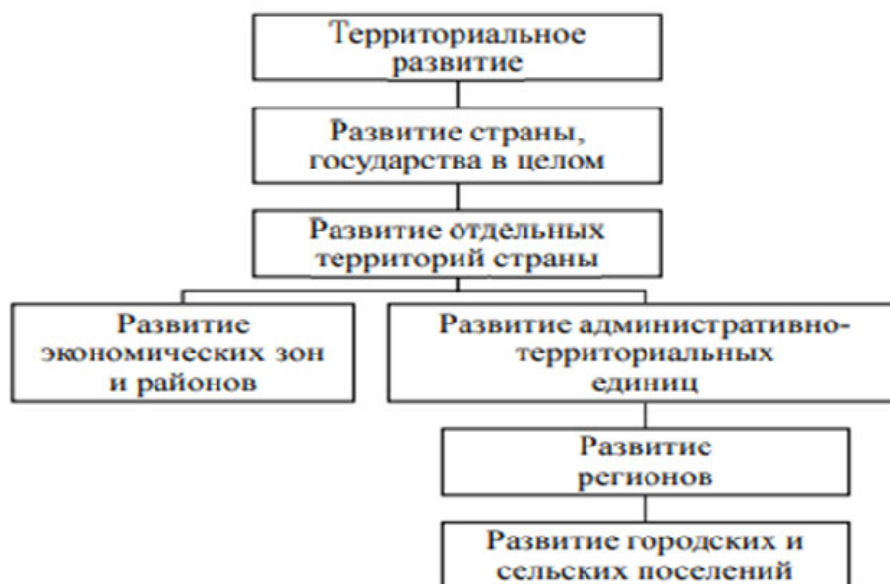 Территориальное
развитие
Развитие страны,
государства в целом
Развитие отдельных
территорий страны
Развитие
экономических зон
и районов
Развитие административно-
территориальных
единиц
Развитие
регионов
Развитие городских и
сельских поселений